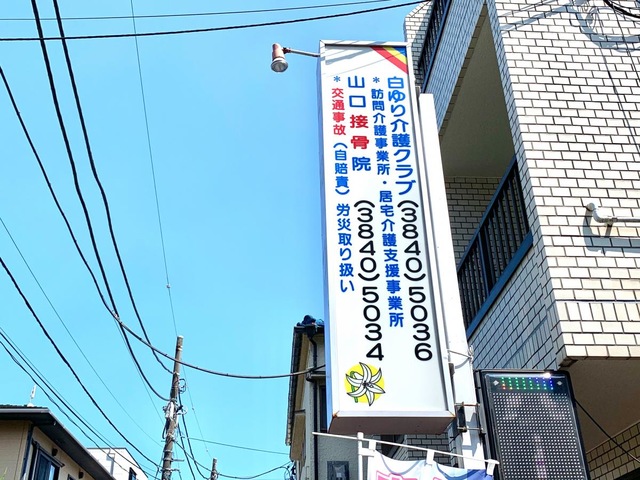 白ゆり介護クラブ(3840)5036
*訪問介護事業所・居宅介護支援事業所
山口接骨院 (3840)5034
*交通事故(自賠責)労災取り扱い